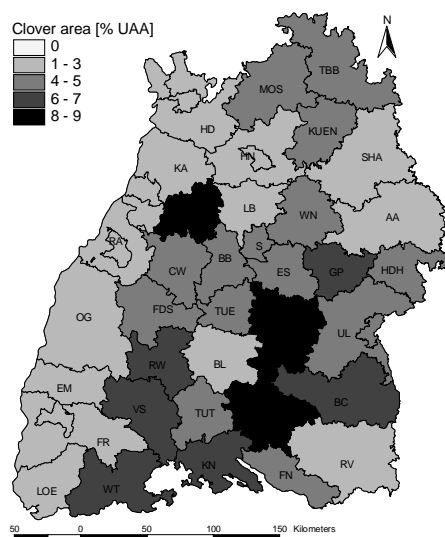 Clover area [% UAA]
0
1 - 3
4 - 5
6 - 7
8 - 9
N
TBB
MOS
KUEN
HD
HN
SHA
KA
LB
WN
AA
RA
S
BB
CW
ES
GP
HDH
FDS
TUE
OG
UL
RW
BL
EM
VS
BC
TUT
FR
KN
FN
RV
LOE
WT
50 0 50 100 150 Kilometers